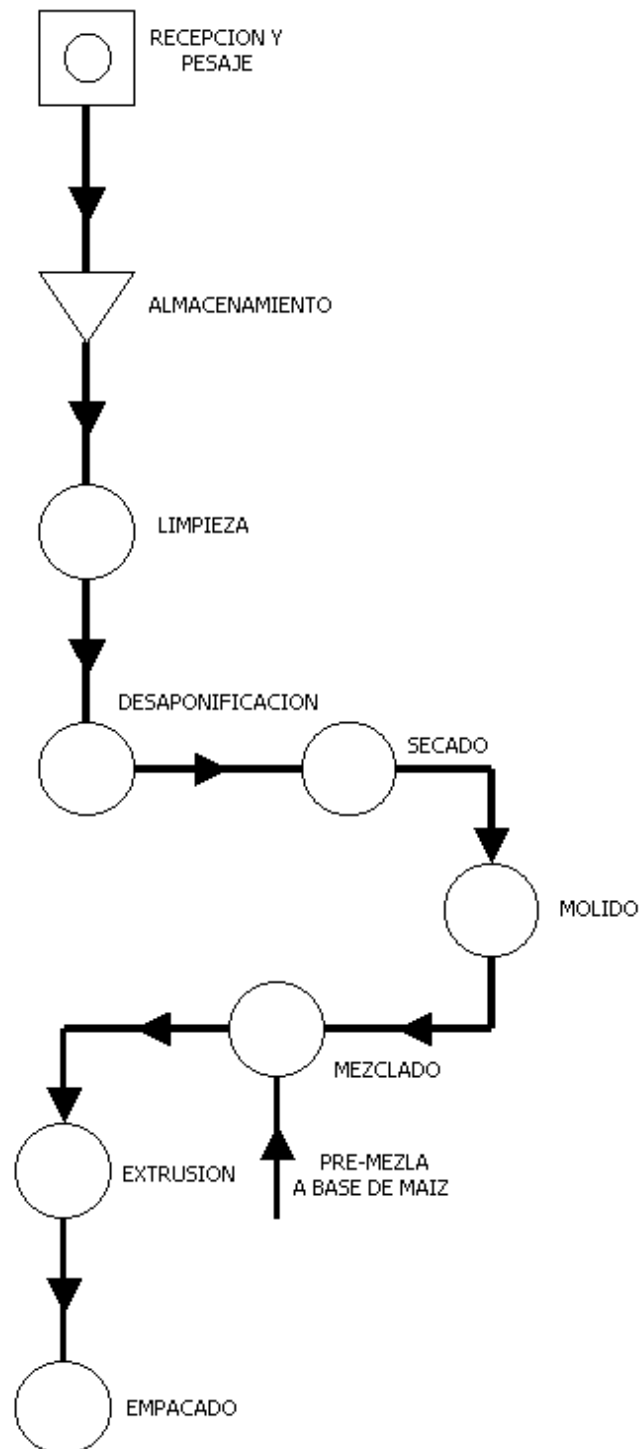 RECEPCION Y
PESAJE
ALMACENAMIENTO
LIMPIEZA
DESAPONIFICACION
SECADO
MOLIDO
MEZCLADO
PRE-MEZLA
A BASE DE MAIZ
EXTRUSION
EMPACADO